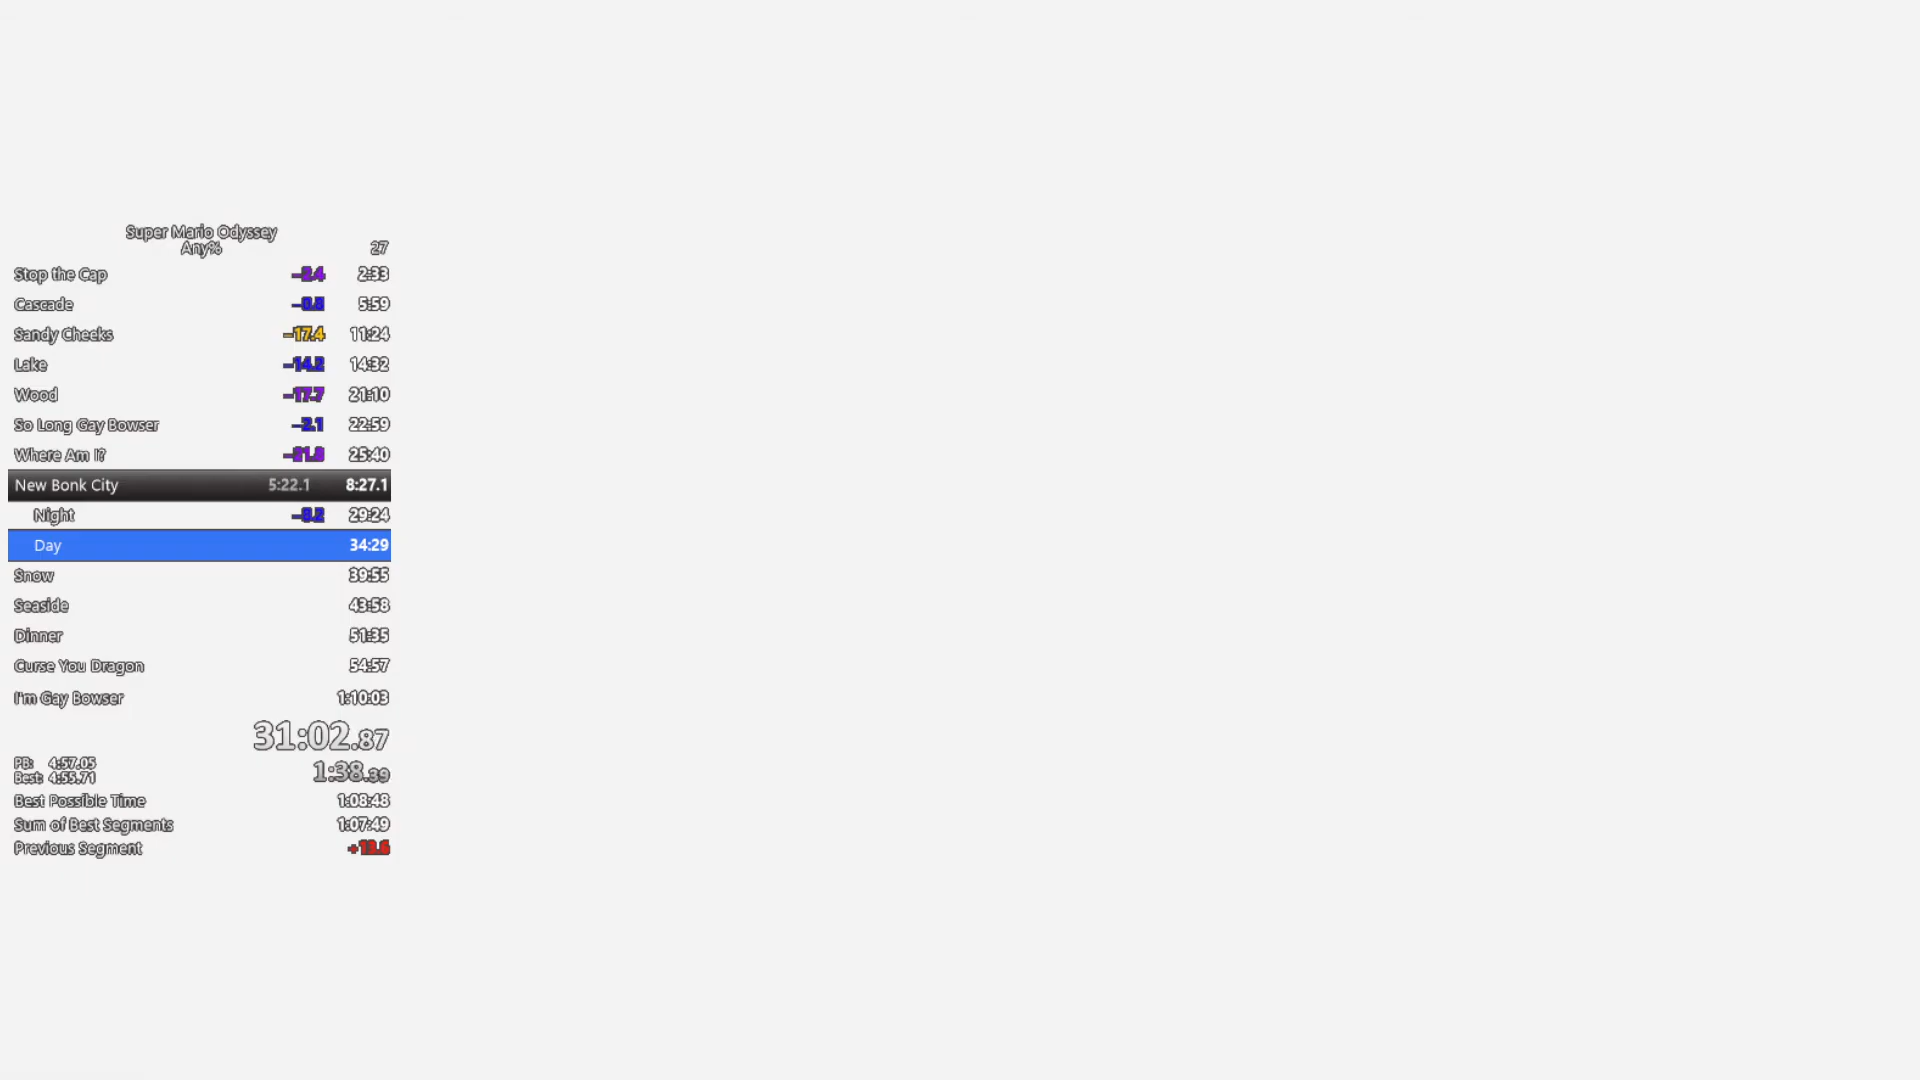 Super Mario Odyssey
Any% 27
Stop the Cap 2:33
Cascade 5:59
Sandy Cheeks −17.4 11:24
Lake −14.2 14:32
Wood −17.7 21:10
So Long Gay Bowser −2.1 22:59
Where Am I? 25:40
New Bonk City 5:22.1 8:27.1
Night 29:24
Day 34:29
Snow 39:55
Seaside 43:58
Dinner 51:35
Curse You Dragon 54:57
I'm Gay Bowser 1:10:03
31:02.87
PB: 4:57.05
Best: 4:55.71
1:38.39
Best Possible Time 1:08:48
Sum of Best Segments 1:07:49
Previous Segment